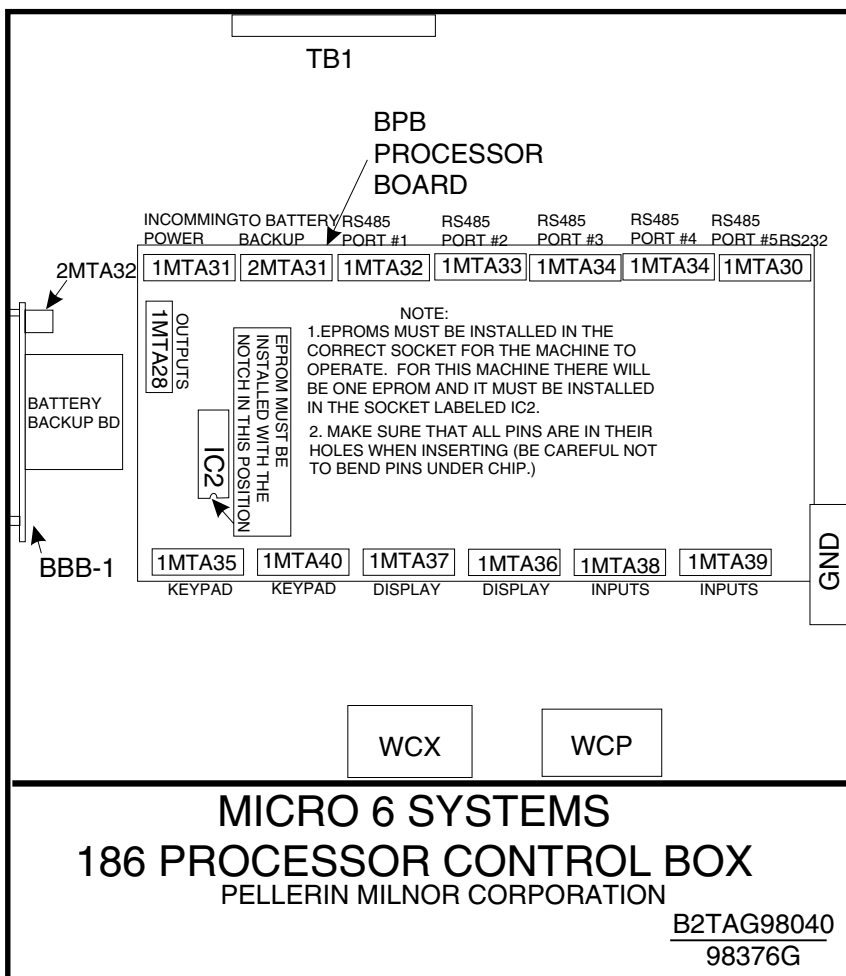 TB1
BPB
PROCESSOR
BOARD
INCOMMING
POWER
TO BATTERY
BACKUP
RS485
PORT #1
RS485
PORT #2
RS485
PORT #3
RS485
PORT #4
RS485
PORT #5
RS232
2MTA32
1MTA31
2MTA31
1MTA32
1MTA33
1MTA34
1MTA34
1MTA30
1MTA28
OUTPUTS
BATTERY
BACKUP BD
BBB-1
IC2
EPROM MUST BE
INSTALLED WITH THE
NOTCH IN THIS POSITION
NOTE:
1.EPROMS MUST BE INSTALLED IN THE
CORRECT SOCKET FOR THE MACHINE TO
OPERATE. FOR THIS MACHINE THERE WILL
BE ONE EPROM AND IT MUST BE INSTALLED
IN THE SOCKET LABELED IC2.
2. MAKE SURE THAT ALL PINS ARE IN THEIR
HOLES WHEN INSERTING (BE CAREFUL NOT
TO BEND PINS UNDER CHIP.)
GND
1MTA35
1MTA40
1MTA37
1MTA36
1MTA38
1MTA39
KEYPAD
KEYPAD
DISPLAY
DISPLAY
INPUTS
INPUTS
WCX
WCP
MICRO 6 SYSTEMS
186 PROCESSOR CONTROL BOX
PELLERIN MILNOR CORPORATION
B2TAG98040
98376G